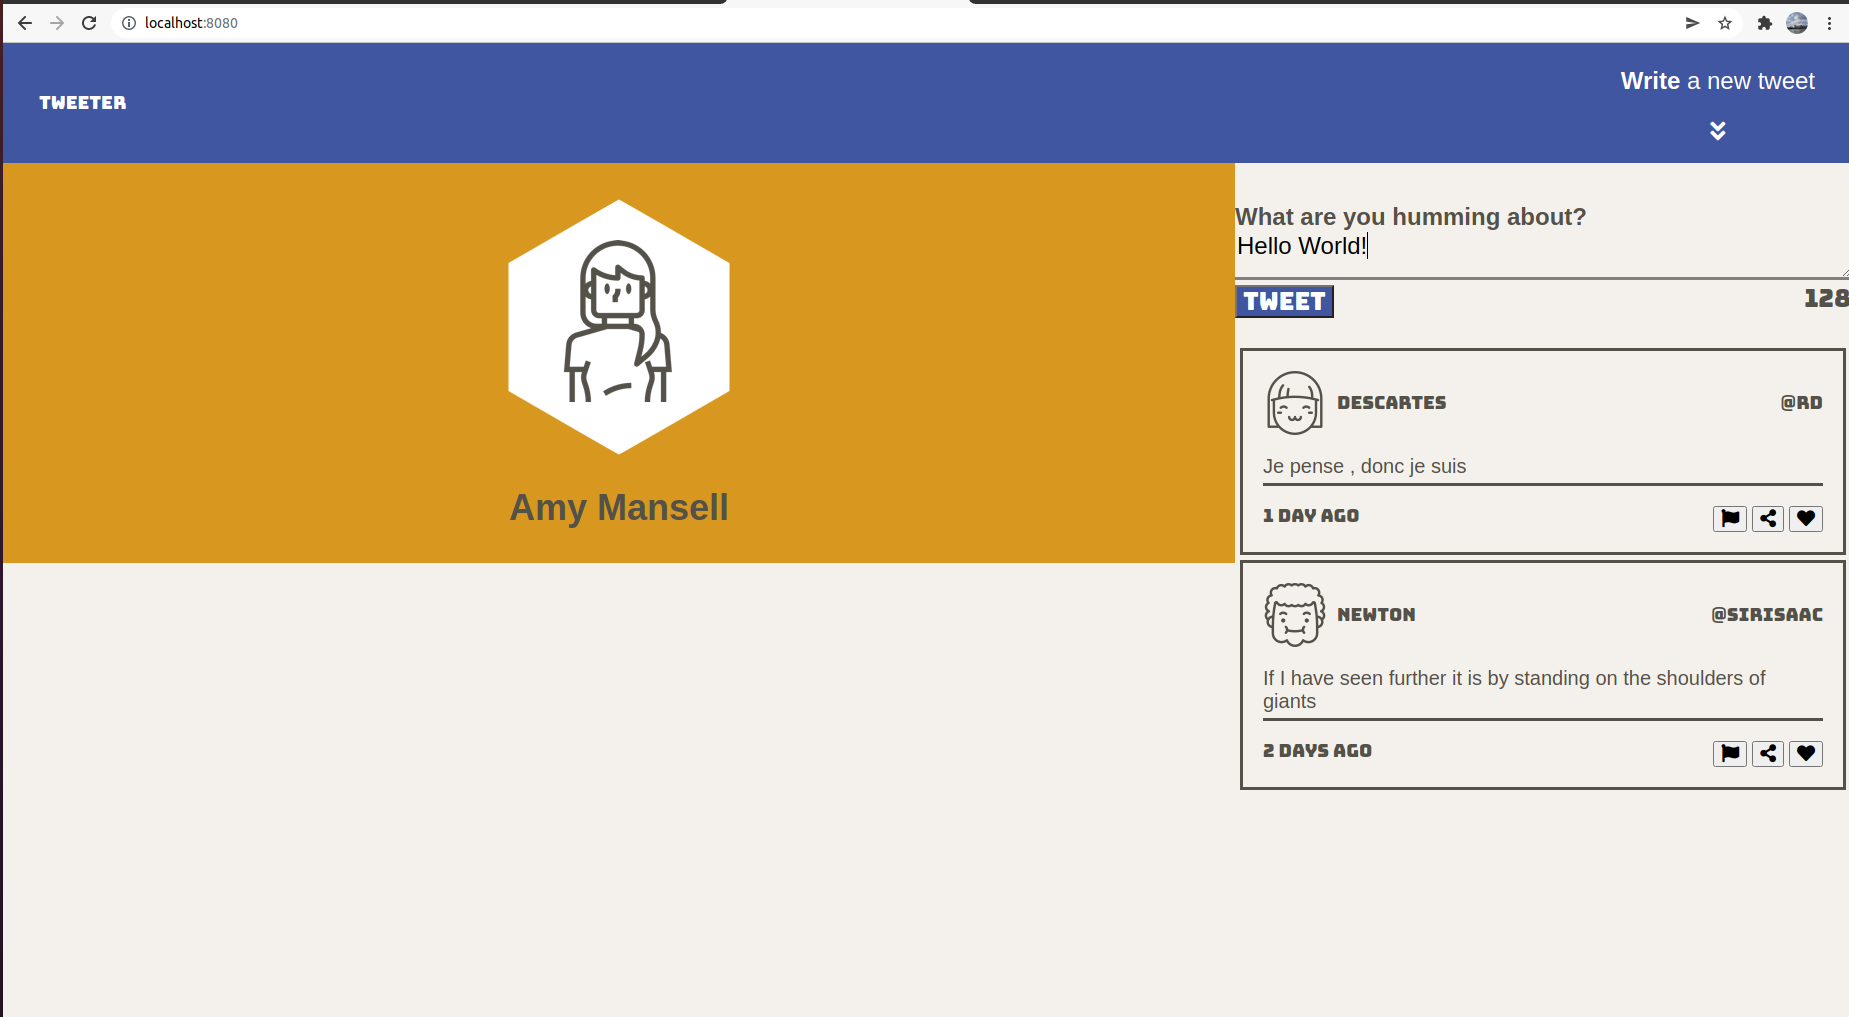 localhost:8080
TWEETER
Write a new tweet
What are you humming about?
Hello World!
TWEET
128
DESCARTES
@RD
Je pense , donc je suis
1 DAY AGO
NEWTON
@SIRISAAC
If I have seen further it is by standing on the shoulders of
giants
2 DAYS AGO
Amy Mansell